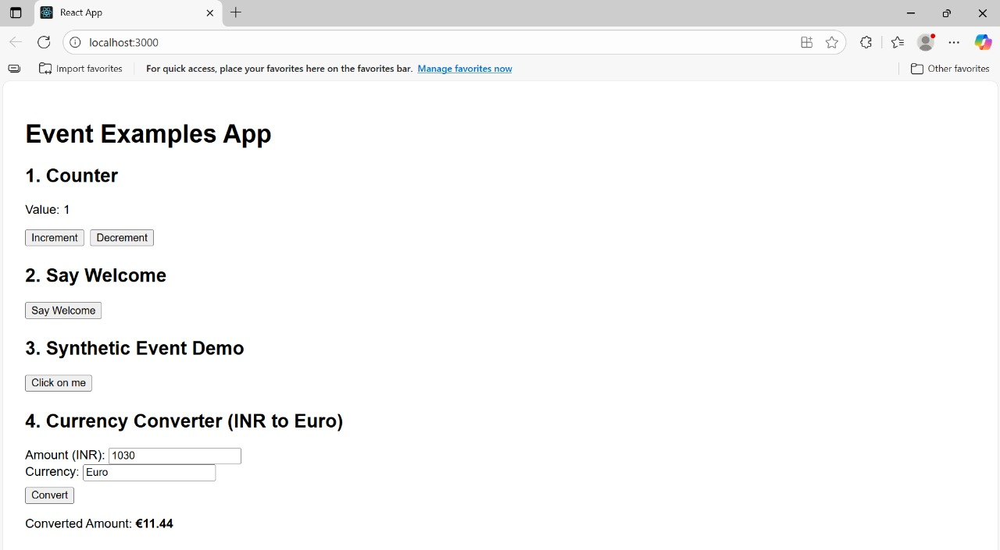 React App
localhost:3000
Import favorites For quick access, place your favorites here on the favorites bar. Manage favorites now Other favorites
Event Examples App
1. Counter
Value: 1
Increment Decrement
2. Say Welcome
Say Welcome
3. Synthetic Event Demo
Click on me
4. Currency Converter (INR to Euro)
Amount (INR): 1030
Currency: Euro
Convert
Converted Amount: €11.44